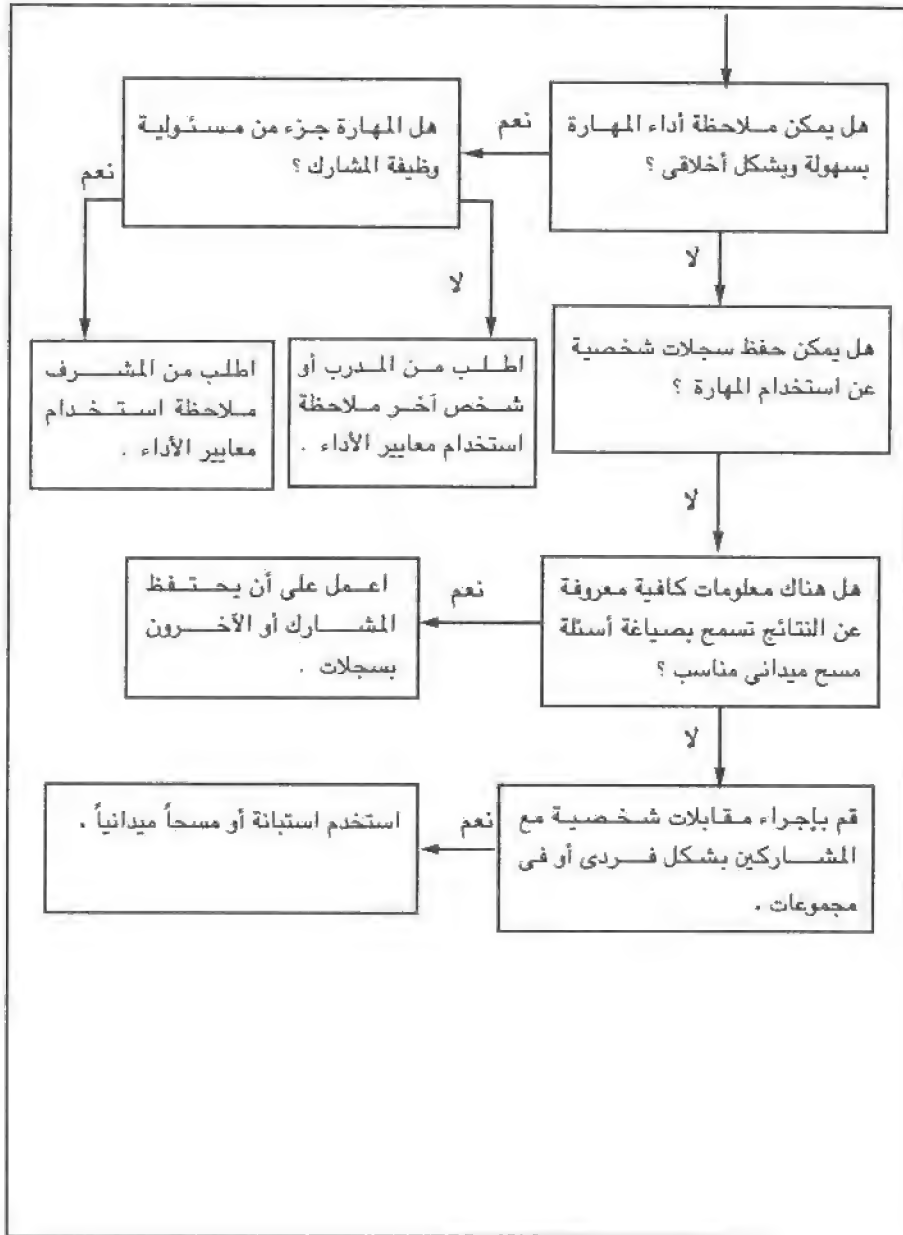 هل يمكن ملاحظة أداء المهارة
بسهولة وبشكل أخلاقى ؟
نعم
هل المهارة جزء من مسئولية
وظيفة المشارك ؟
نعم
لا
لا
هل يمكن حفظ سجلات شخصية
عن استخدام المهارة ؟
اطلب من المدرب أو
شخص آخر ملاحظة
استخدام معايير الأداء .
اطلب من المشرف
ملاحظة استخدام
معايير الأداء .
لا
هل هناك معلومات كافية معروفة
عن النتائج تسمح بصياغة أسئلة
مسح ميدانى مناسب ؟
نعم
اعمل على أن يحتفظ
المشارك أو الآخرون
بسجلات .
لا
قم بإجراء مقابلات شخصية مع
المشاركين بشكل فردى أو فى
مجموعات .
نعم
استخدم استبانة أو مسحاً ميدانياً .